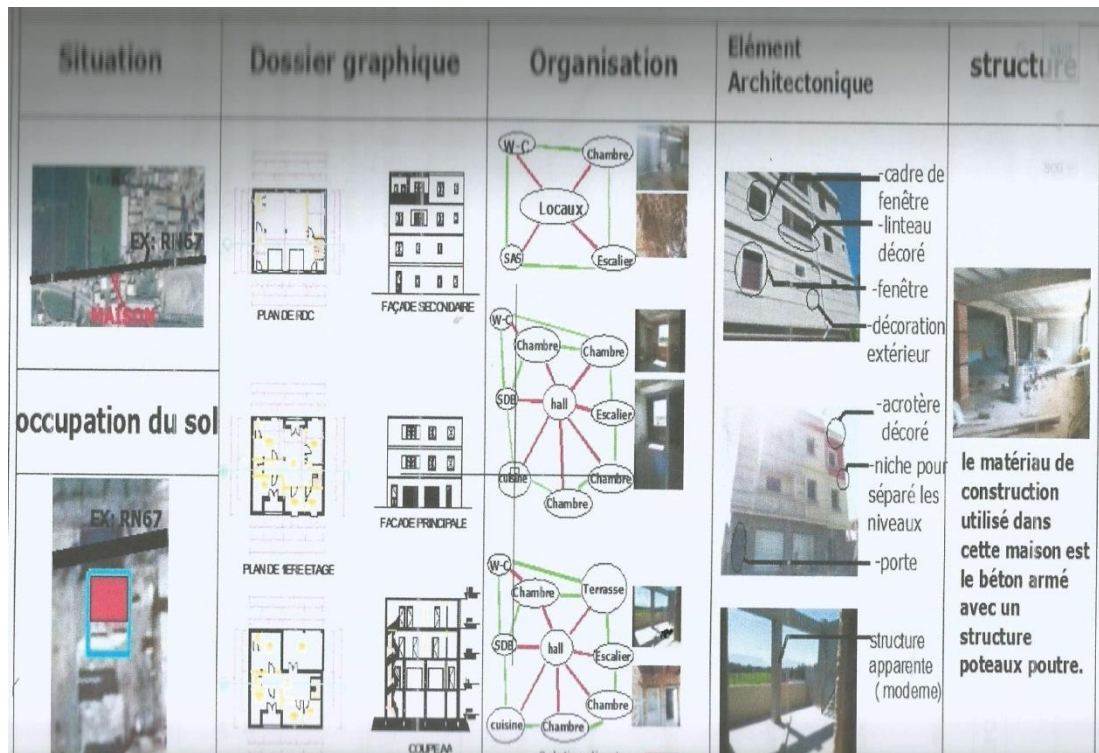 Situation
Dossier graphique
Organisation
Elément
Architectonique
structure
EX: RN67
MAISON
occupation du sol
EX: RN67
PLAN DE RDC
FAÇADE SECONDAIRE
PLAN DE 1ERE ETAGE
FAÇADE PRINCIPALE
COUPE AA
W-C
Chambre
Locaux
SAS
Escalier
W-C
Chambre
Chambre
SDB
hall
Escalier
cuisine
Chambre
Chambre
W-C
Chambre
Terrasse
SDB
hall
Escalier
Chambre
cuisine
Chambre
-cadre de
fenêtre
-linteau
décoré
-fenêtre
-décoration
extérieur
-acrotère
décoré
-niche pour
séparé les
niveaux
-porte
structure
apparente
( moderne)
le matériau de
construction
utilisé dans
cette maison est
le béton armé
avec un
structure
poteaux poutre.